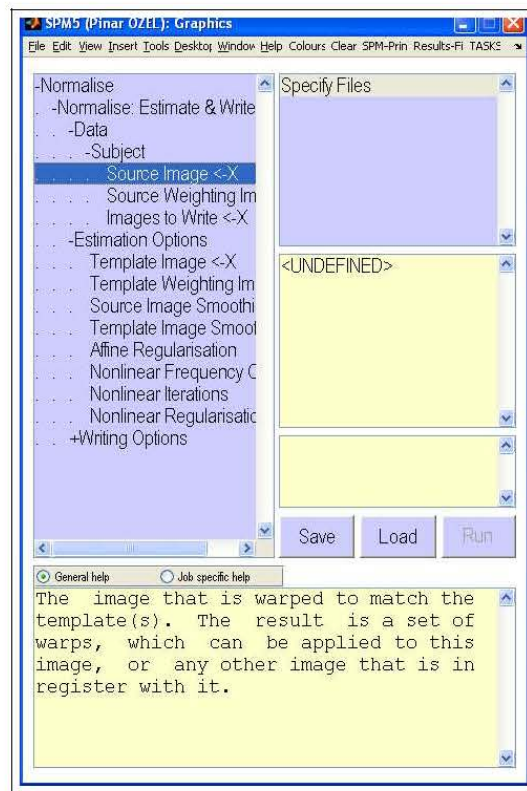 SPM5 (Pinar OZEL): Graphics
File Edit View Insert Tools Desktop Window Help Colours Clear SPM-Prin Results-Fi TASKS
-Normalise
. -Normalise: Estimate & Write
. . -Data
. . . -Subject
. . . . Source Image <-X
. . . . Source Weighting Im
. . . . Images to Write <-X
. . -Estimation Options
. . . Template Image <-X
. . . Template Weighting Im
. . . Source Image Smoothi
. . . Template Image Smoot
. . . Affine Regularisation
. . . Nonlinear Frequency C
. . . Nonlinear Iterations
. . . Nonlinear Regularisatic
. . +Writing Options
Specify Files
<UNDEFINED>
Save Load Run
General help Job specific help
The image that is warped to match the
template(s). The result is a set of
warps, which can be applied to this
image, or any other image that is in
register with it.